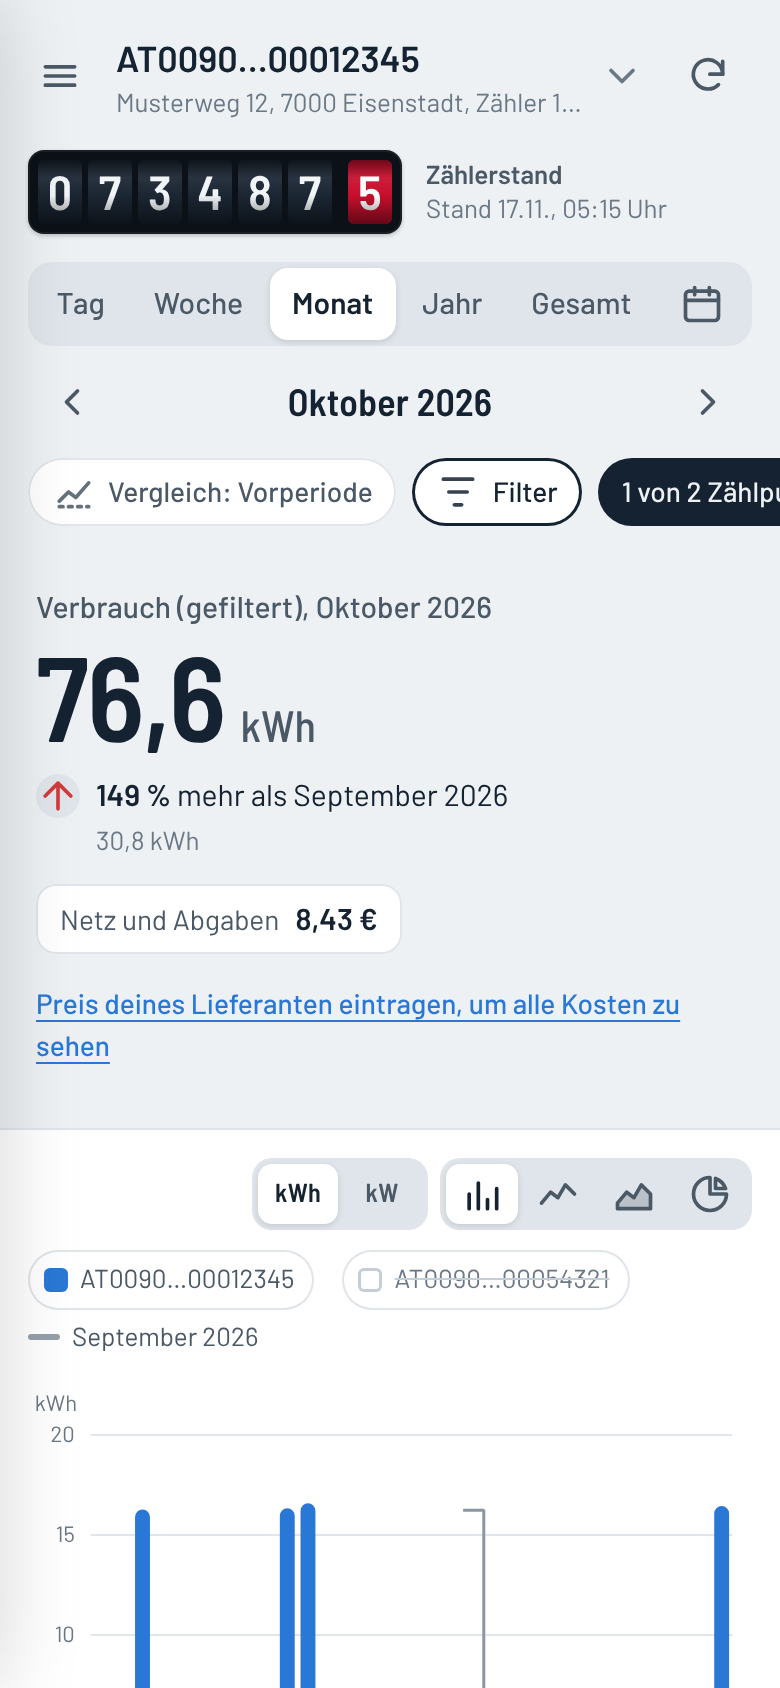 AT0090...00012345
Musterweg 12, 7000 Eisenstadt, Zähler 1...
0 7 3 4 8 7 5
Zählerstand
Stand 17.11., 05:15 Uhr
Tag Woche Monat Jahr Gesamt
Oktober 2026
Vergleich: Vorperiode Filter 1 von 2 Zählpu
Verbrauch (gefiltert), Oktober 2026
76,6 kWh
149 % mehr als September 2026
30,8 kWh
Netz und Abgaben 8,43 €
Preis deines Lieferanten eintragen, um alle Kosten zu
sehen
kWh kW
AT0090...00012345 AT0090...00054321
September 2026
kWh
20
15
10